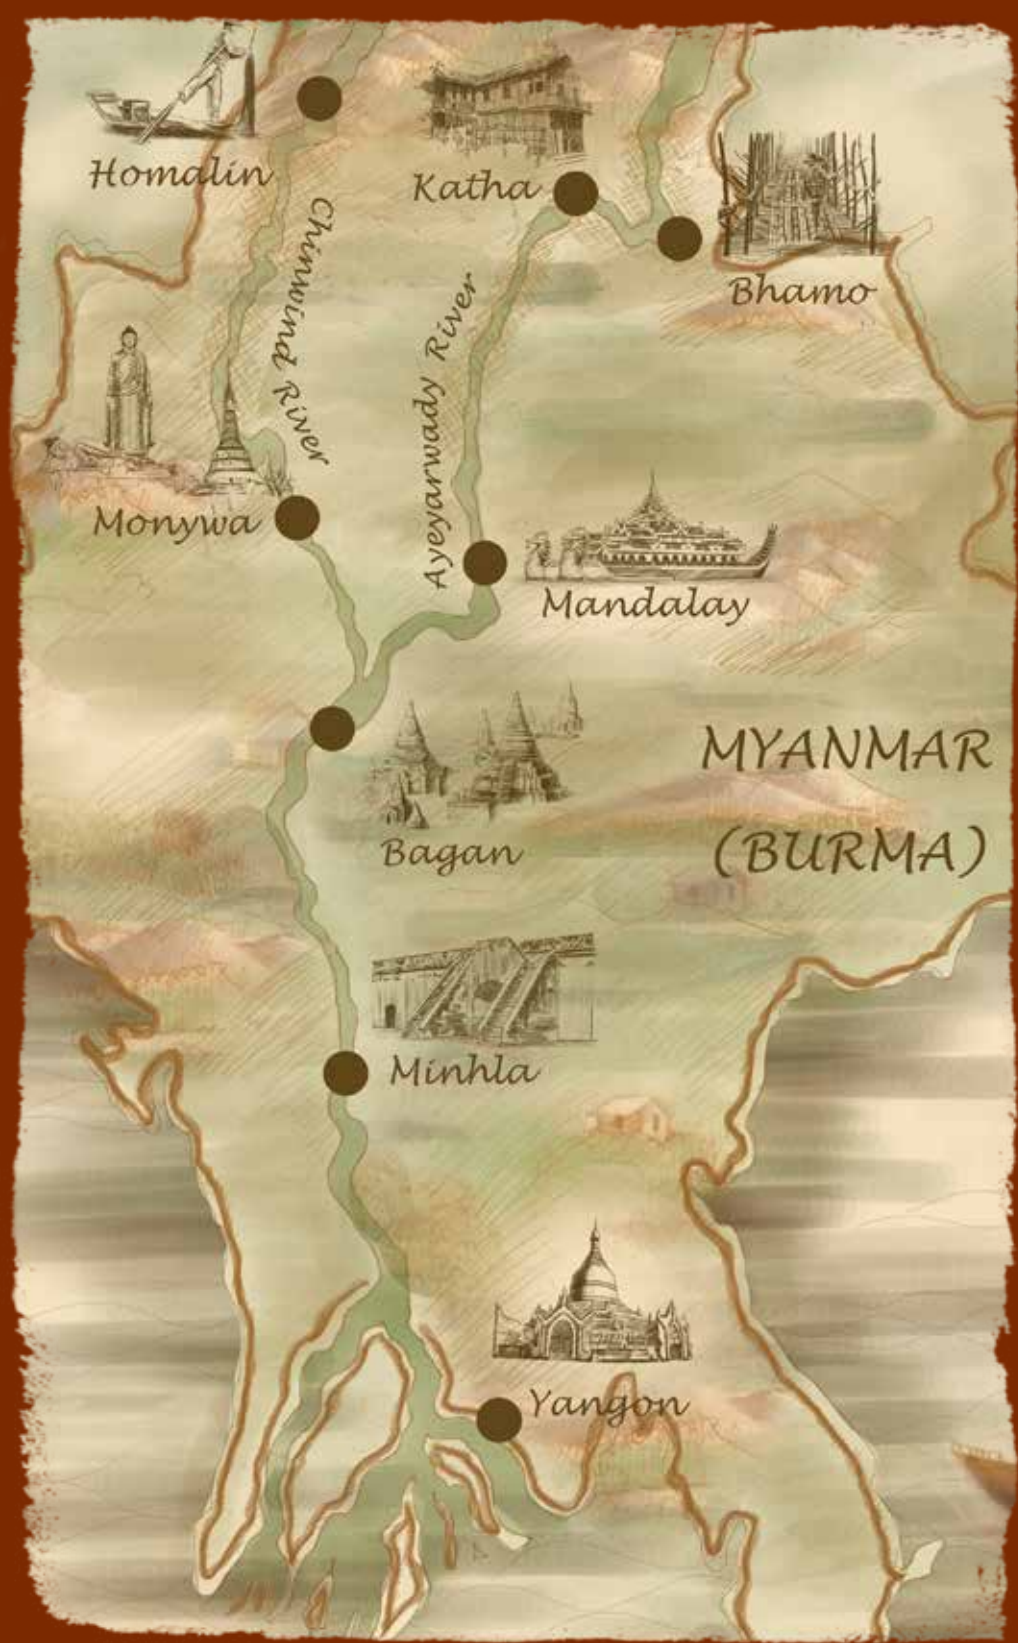 Homalin
Katha
Bhamo
Chinwind River
Ayeyarwady River
Monywa
Mandalay
MYANMAR
(BURMA)
Bagan
Minhla
Yangon